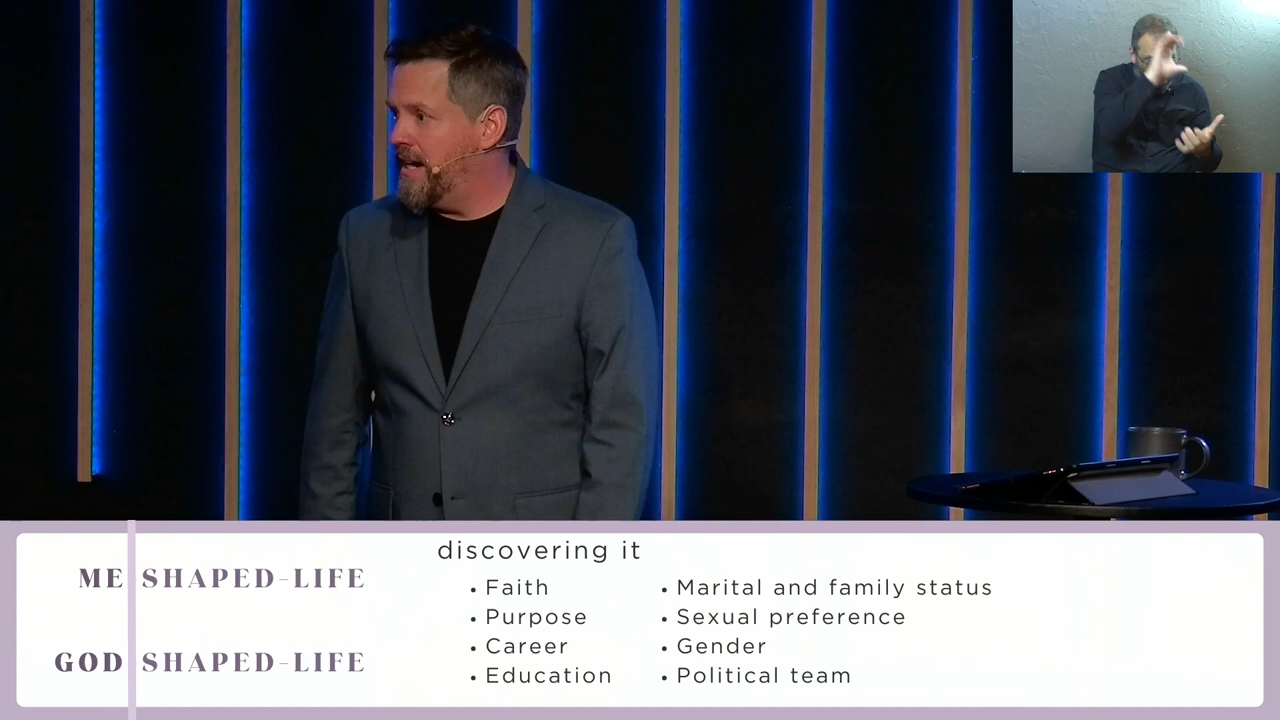 ME-SHAPED-LIFE
GOD-SHAPED-LIFE
discovering it
• Faith
• Purpose
• Career
• Education
• Marital and family status
• Sexual preference
• Gender
• Political team